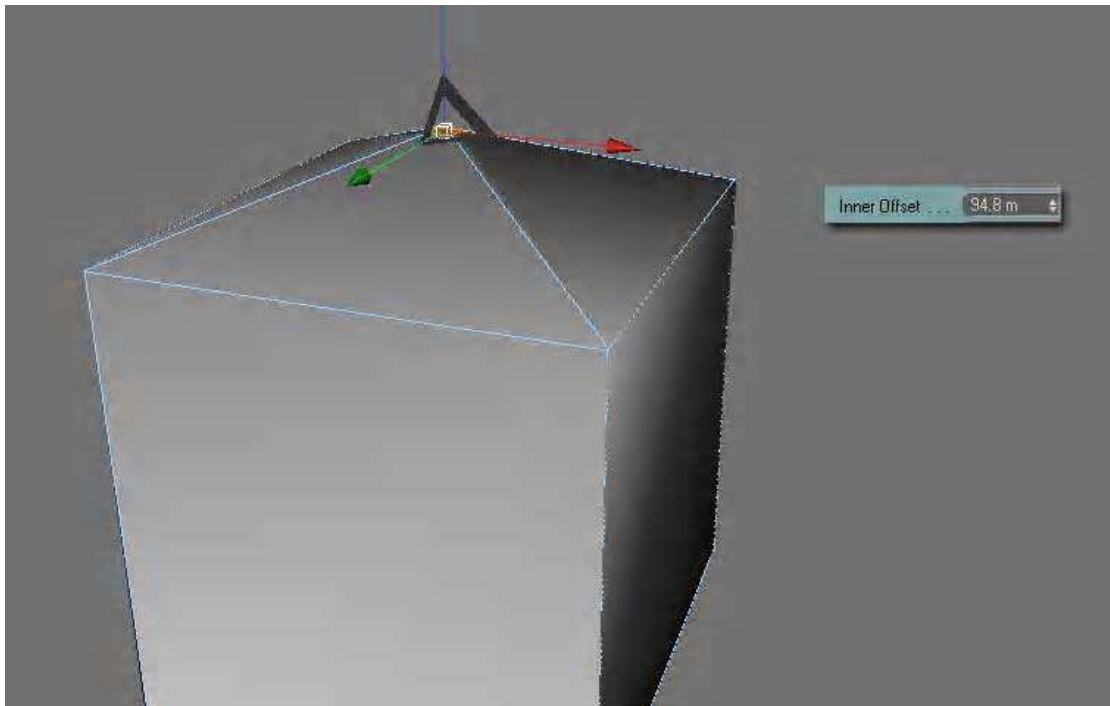 Inner Offset . . . 94.8 m